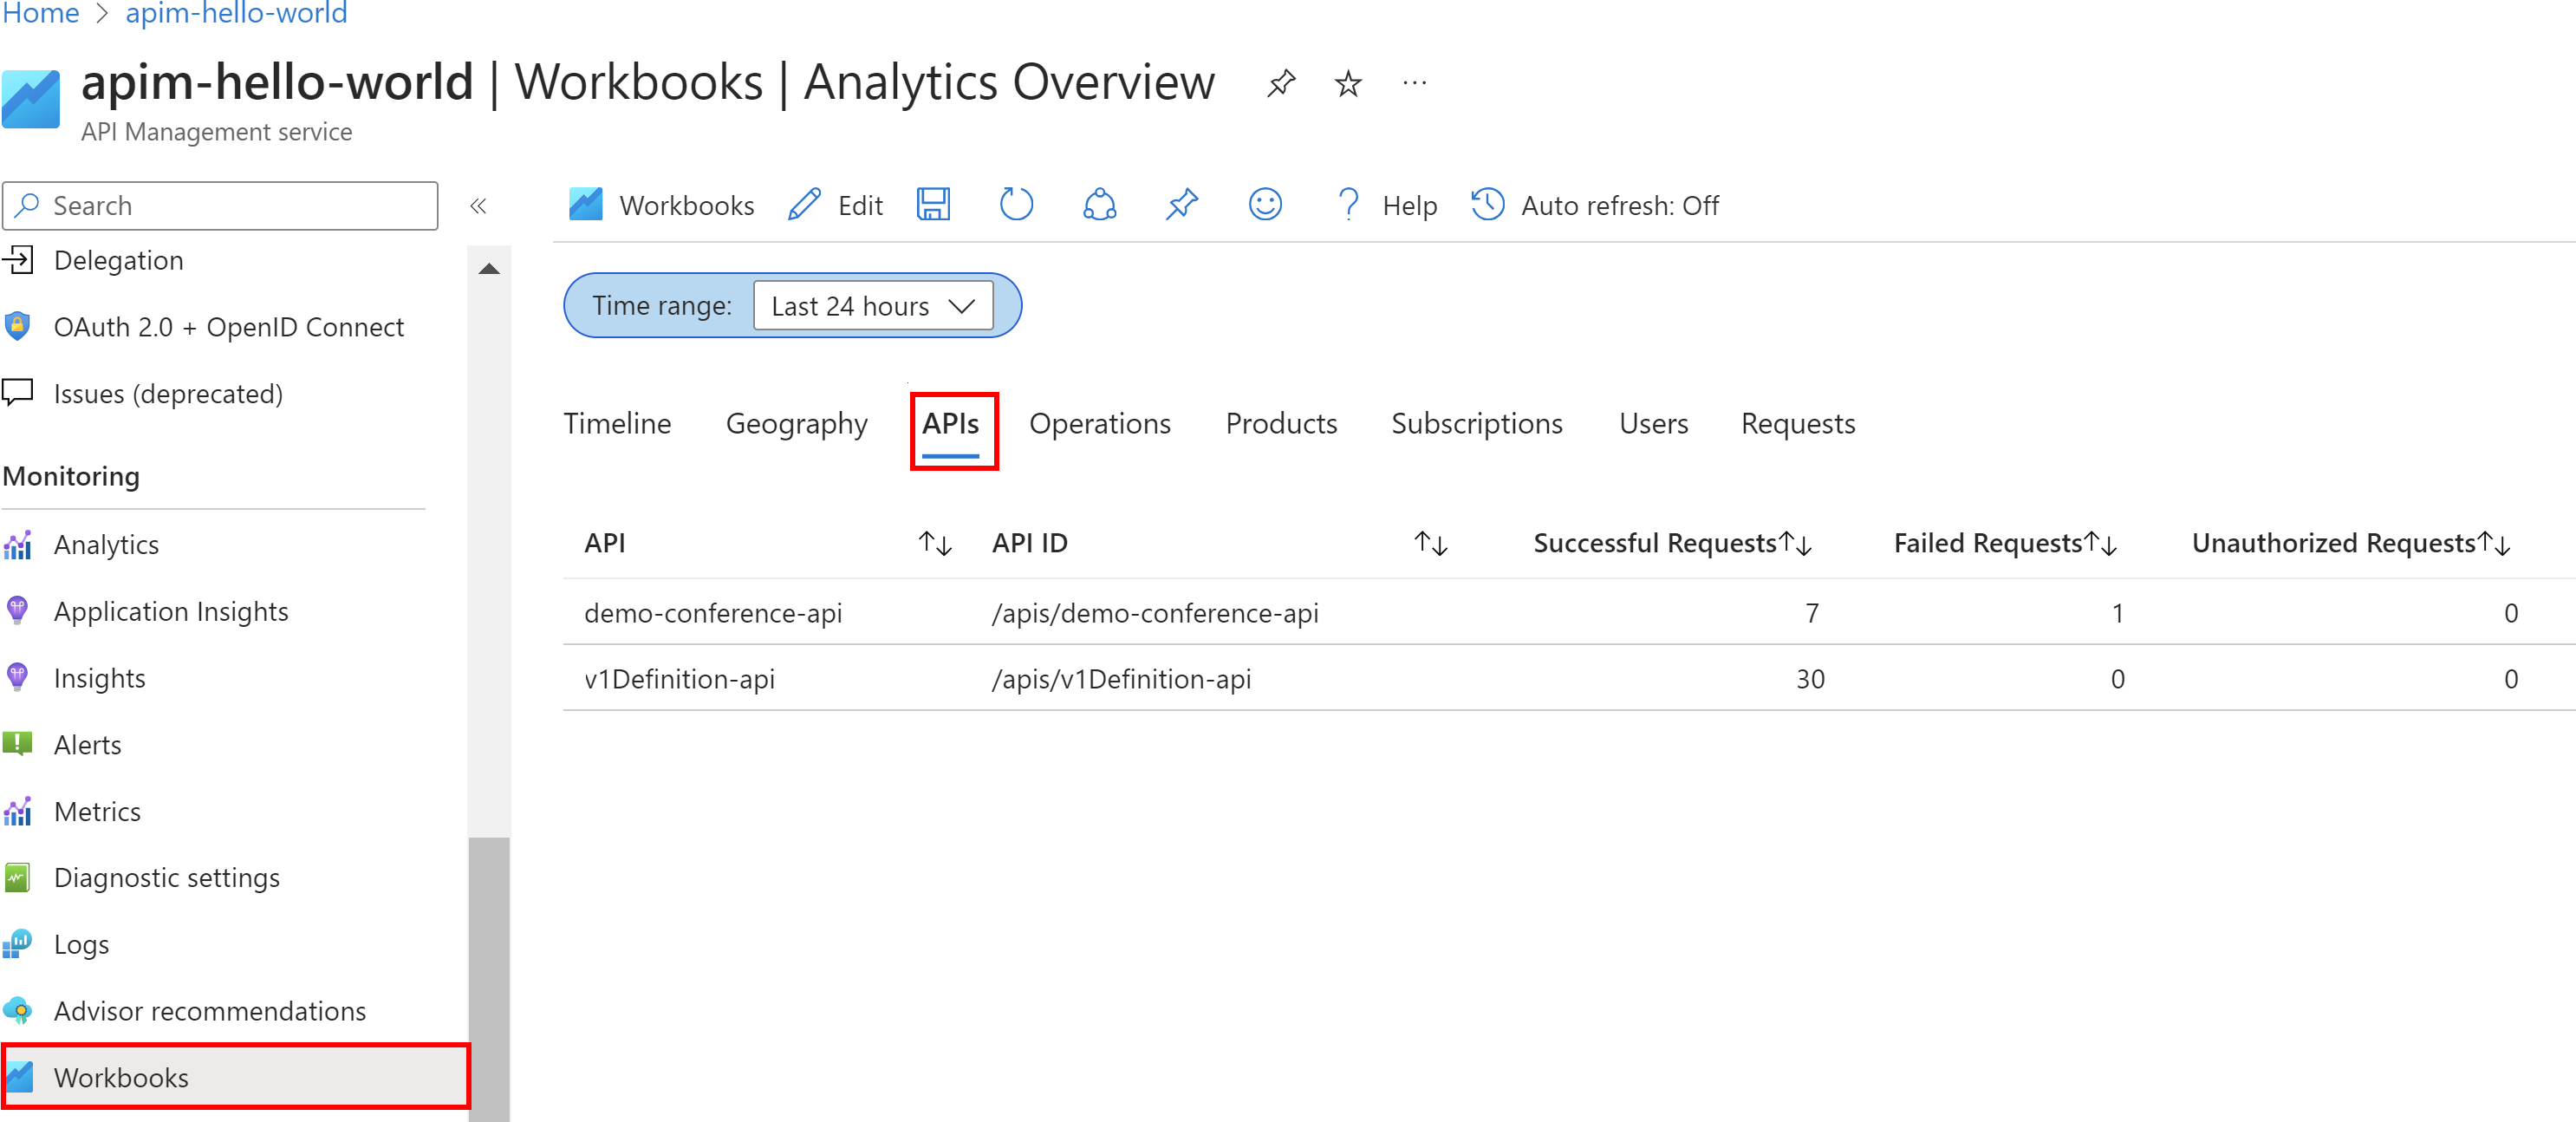 Home > apim-hello-world
apim-hello-world | Workbooks | Analytics Overview
API Management service
Search
Delegation
OAuth 2.0 + OpenID Connect
Issues (deprecated)
Monitoring
Analytics
Application Insights
Insights
Alerts
Metrics
Diagnostic settings
Logs
Advisor recommendations
Workbooks
Workbooks Edit Help Auto refresh: Off
Time range: Last 24 hours
Timeline Geography APIs Operations Products Subscriptions Users Requests
API API ID Successful Requests Failed Requests Unauthorized Requests
demo-conference-api /apis/demo-conference-api 7 1 0
v1Definition-api /apis/v1Definition-api 30 0 0